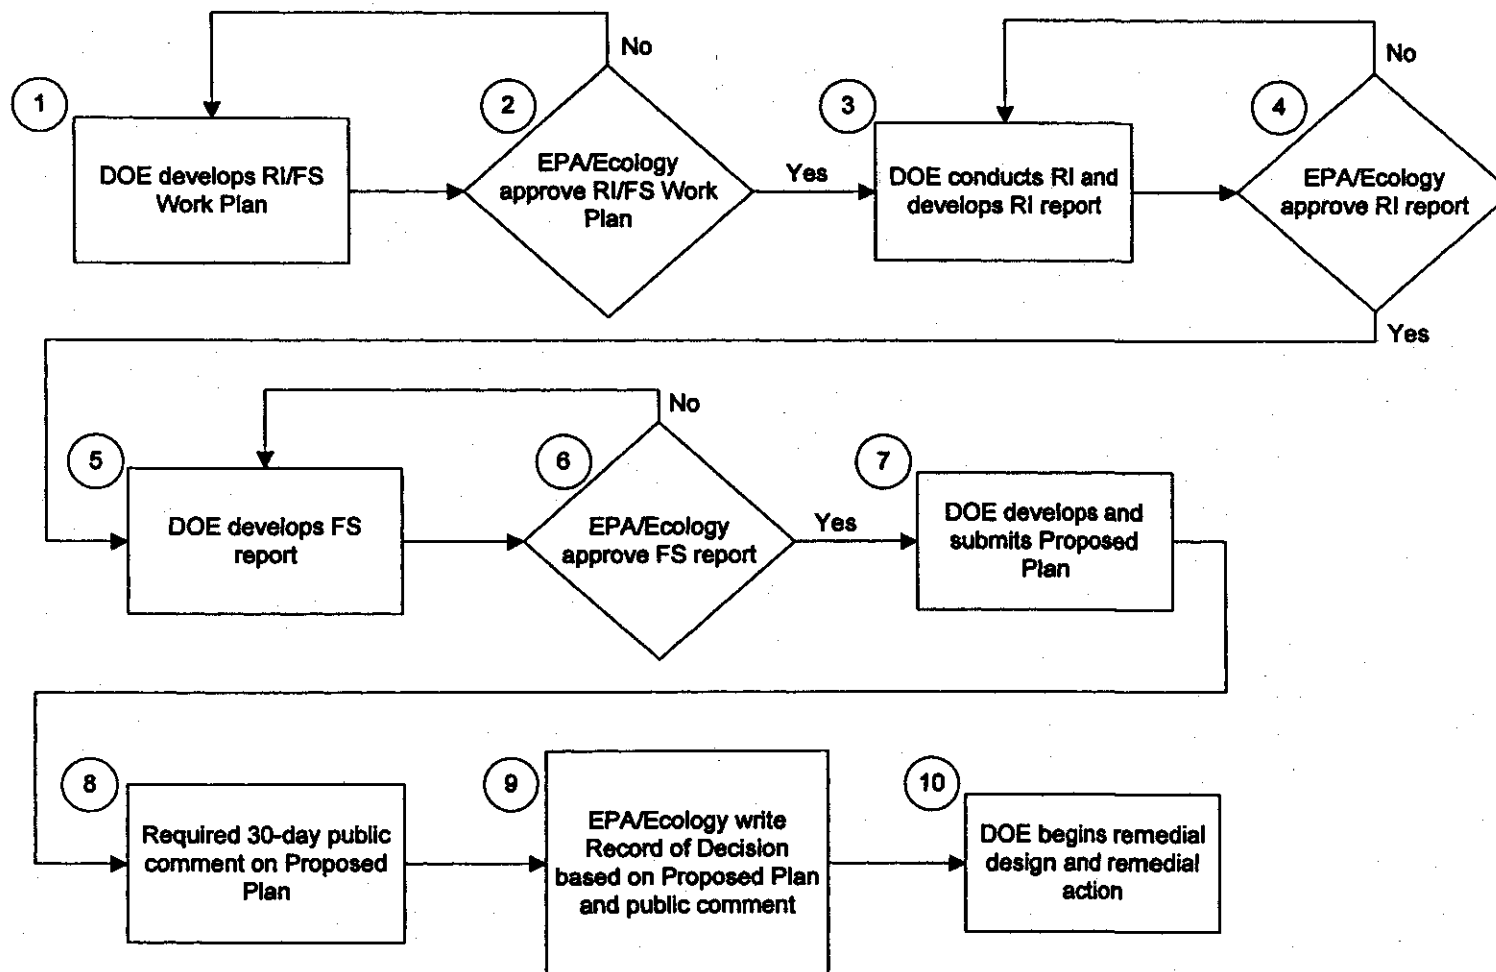 No
No
1
2
3
4
DOE develops RI/FS
Work Plan
EPA/Ecology
approve RI/FS Work
Plan
Yes
DOE conducts RI and
develops RI report
EPA/Ecology
approve RI report
Yes
No
5
6
7
DOE develops FS
report
EPA/Ecology
approve FS report
Yes
DOE develops and
submits Proposed
Plan
8
9
10
Required 30-day public
comment on Proposed
Plan
EPA/Ecology write
Record of Decision
based on Proposed Plan
and public comment
DOE begins remedial
design and remedial
action